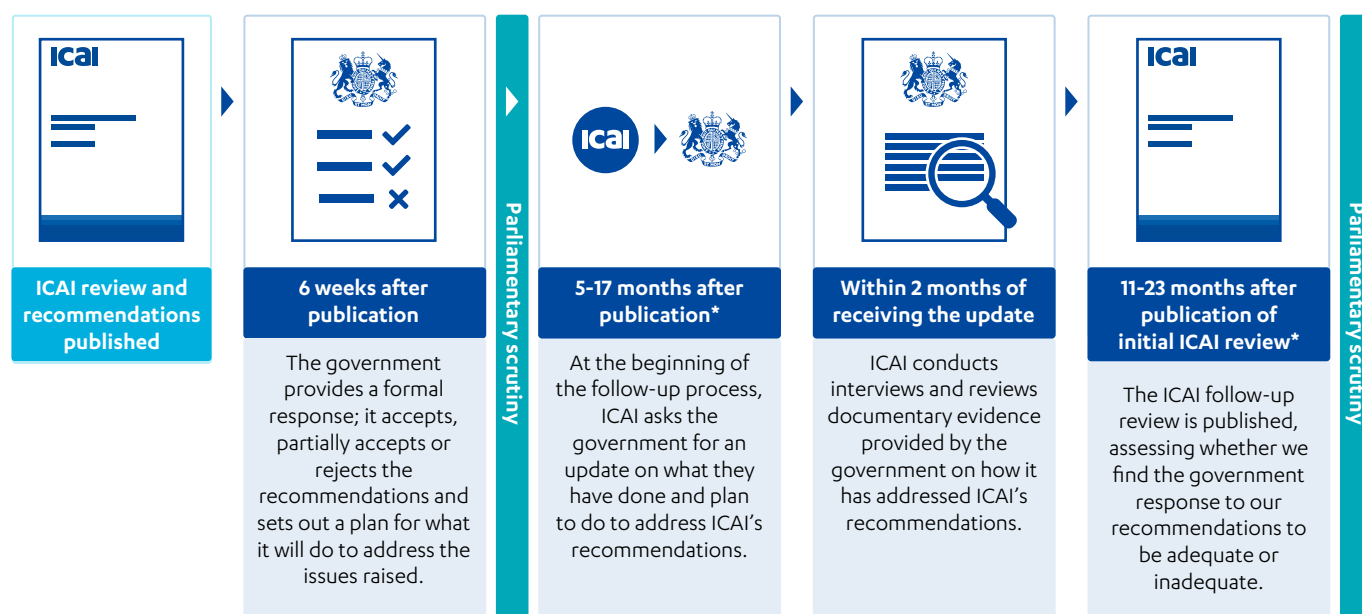 ICAI
ICAI review and
recommendations
published
6 weeks after
publication
The government
provides a formal
response; it accepts,
partially accepts or
rejects the
recommendations and
sets out a plan for what
it will do to address the
issues raised.
Parliamentary scrutiny
ICAI
5-17 months after
publication*
At the beginning of
the follow-up process,
ICAI asks the
government for an
update on what they
have done and plan
to do to address ICAI’s
recommendations.
Within 2 months of
receiving the update
ICAI conducts
interviews and reviews
documentary evidence
provided by the
government on how it
has addressed ICAI’s
recommendations.
ICAI
11-23 months after
publication of
initial ICAI review*
The ICAI follow-up
review is published,
assessing whether we
find the government
response to our
recommendations to
be adequate or
inadequate.
Parliamentary scrutiny